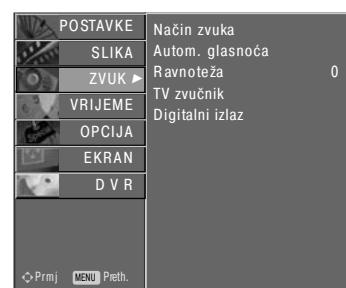 POSTAVKE
SLIKA
ZVUK
VRIJEME
OPCIJA
EKRAN
DVR
Način zvuka
Autom. glasnoća
Ravnoteža 0
TV zvučnik
Digitalni izlaz
Prmj MENU Preth.